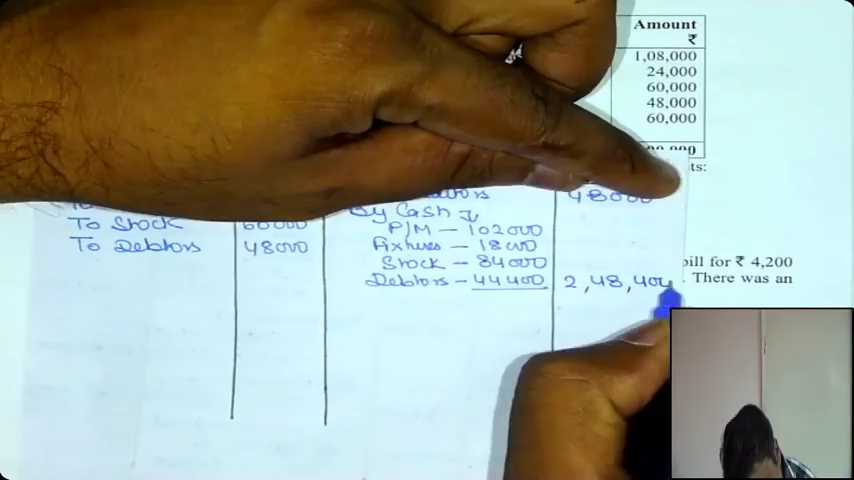 Amount
₹
1,08,000
24,000
60,000
48,000
60,000
ts:
48000
To Stock 60000 By Cash
P/M - 102000
To Debtors 48000 Fixtures - 18000
Stock - 84000
Debtors - 44400 2,48,400
bill for ₹ 4,200
. There was an